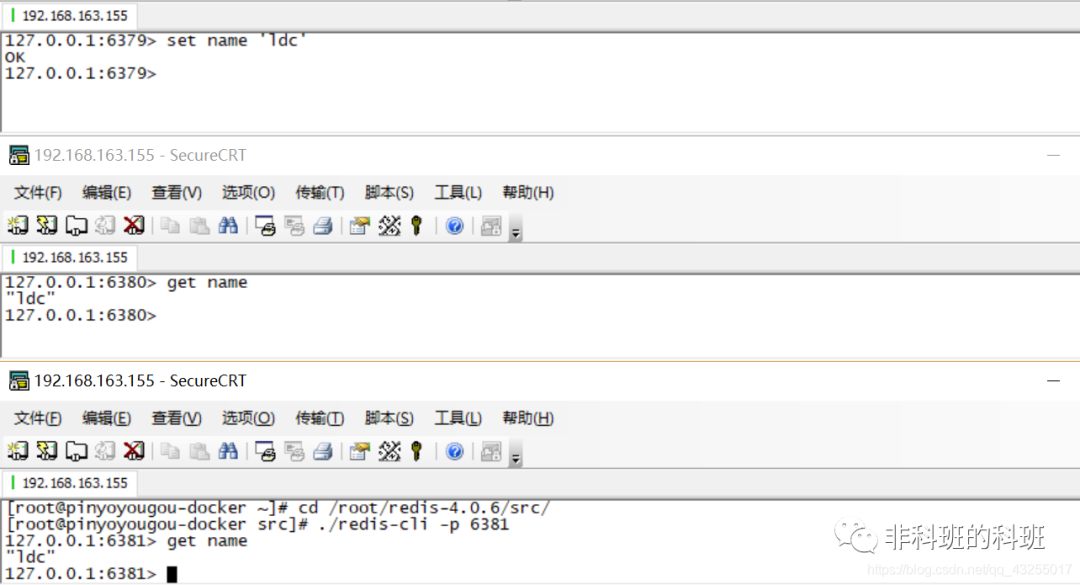 192.168.163.155
127.0.0.1:6379> set name 'ldc'
OK
127.0.0.1:6379>
192.168.163.155 - SecureCRT
文件(F) 编辑(E) 查看(V) 选项(O) 传输(T) 脚本(S) 工具(L) 帮助(H)
192.168.163.155
127.0.0.1:6380> get name
"ldc"
127.0.0.1:6380>
192.168.163.155 - SecureCRT
文件(F) 编辑(E) 查看(V) 选项(O) 传输(T) 脚本(S) 工具(L) 帮助(H)
192.168.163.155
[root@pinyoyougou-docker ~]# cd /root/redis-4.0.6/src/
[root@pinyoyougou-docker src]# ./redis-cli -p 6381
127.0.0.1:6381> get name
"ldc"
127.0.0.1:6381>
非科班的科班
https://blog.csdn.net/qq_43255017